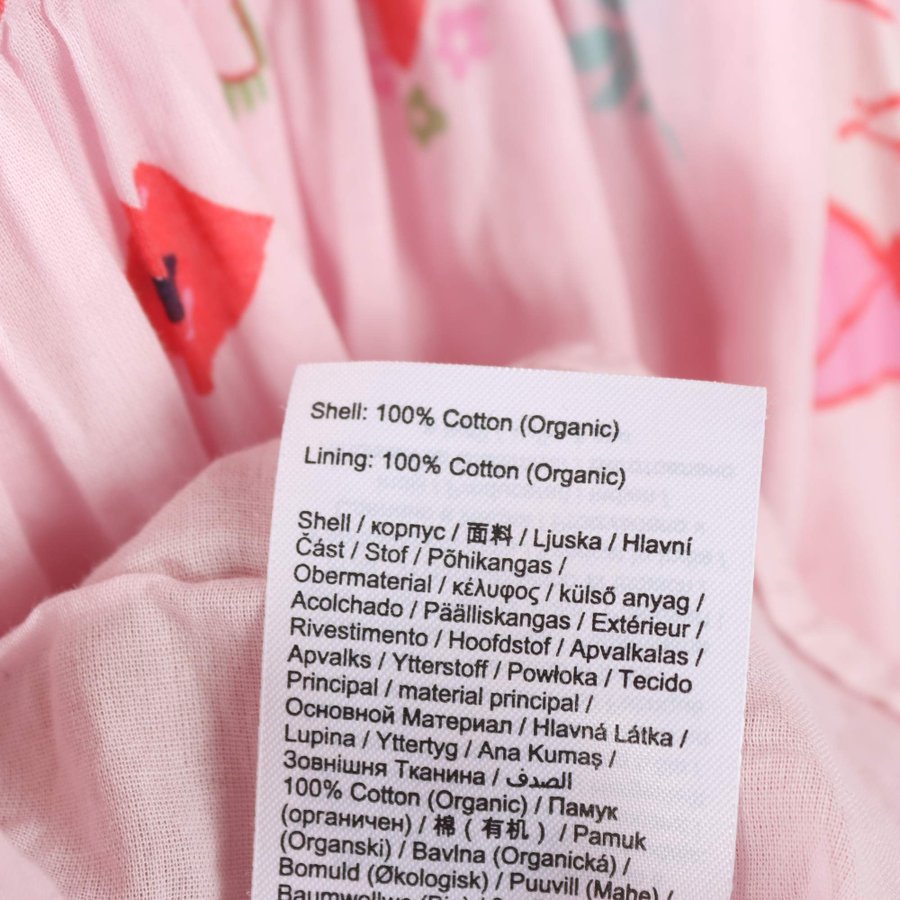 Shell: 100% Cotton (Organic)
Lining: 100% Cotton (Organic)
Shell / корпус / 面料 / Ljuska / Hlavní
Část / Stof / Põhikangas /
Obermaterial / κέλυφος / külső anyag /
Acolchado / Päälliskangas / Extérieur /
Rivestimento / Hoofdstof / Apvalkalas /
Apvalks / Ytterstoff / Powłoka / Tecido
Principal / material principal /
Основной Материал / Hlavná Látka /
Lupina / Yttertyg / Ana Kumaş /
Зовнішня Тканина / الصدف
100% Cotton (Organic) / Памук
(органичен) / 棉 ( 有机 ) / Pamuk
(Organski) / Bavlna (Organická) /
Bomuld (Økologisk) / Puuvill (Mahe) /
Baumwolle (Bio) /